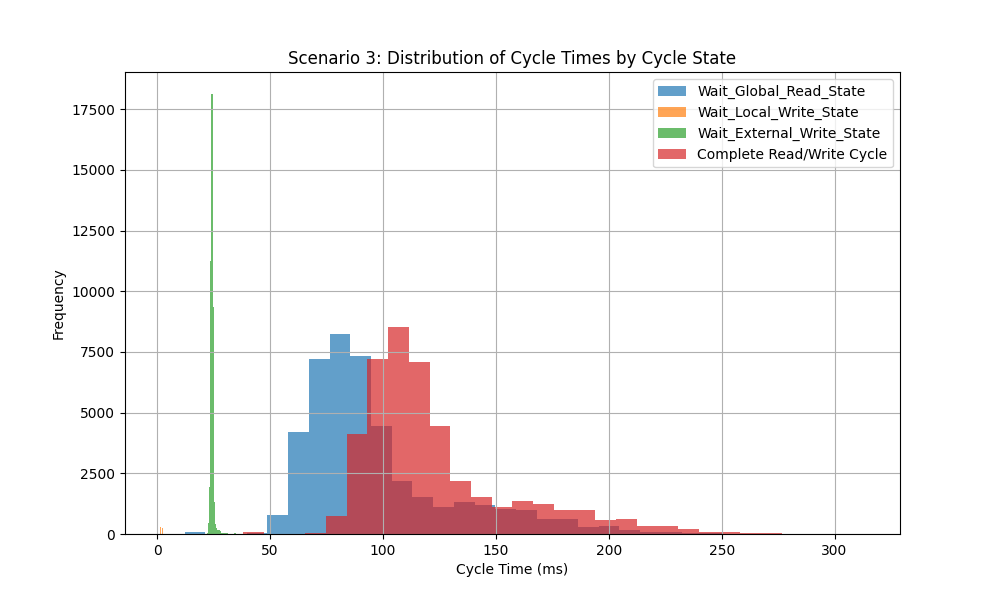 Scenario 3: Distribution of Cycle Times by Cycle State
Wait_Global_Read_State
Wait_Local_Write_State
Wait_External_Write_State
Complete Read/Write Cycle
17500
15000
12500
10000
7500
5000
2500
0
Frequency
0 50 100 150 200 250 300
Cycle Time (ms)